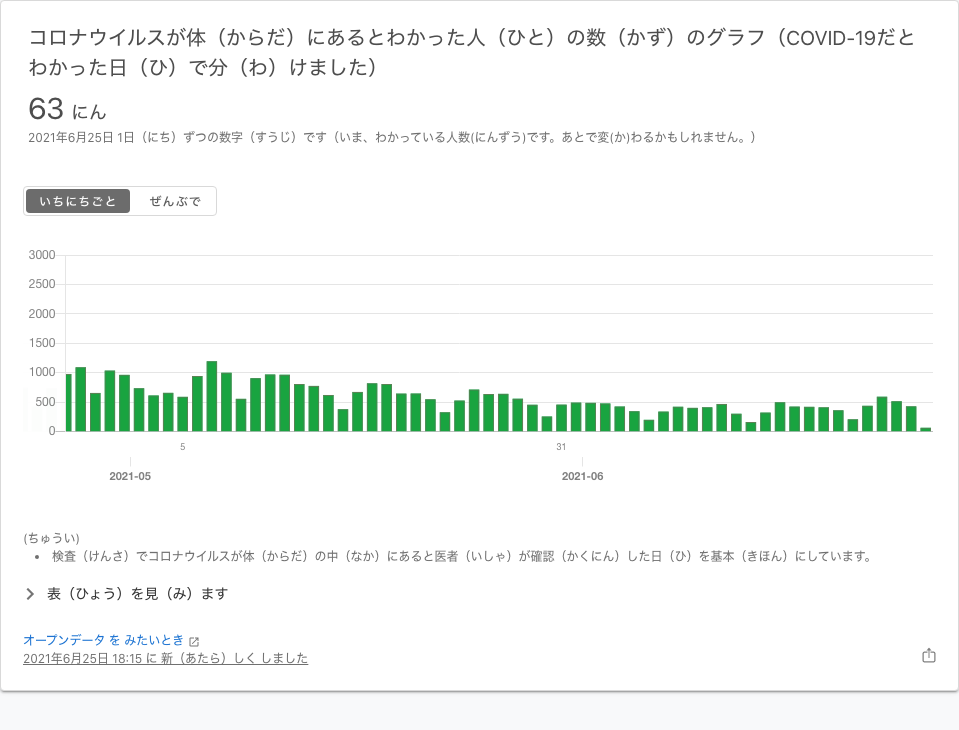 コロナウイルスが体（からだ）にあるとわかった人（ひと）の数（かず）のグラフ（COVID-19だと
わかった日（ひ）で分（わ）けました）
63 にん
2021年6月25日 1日（にち）ずつの数字（すうじ）です（いま、わかっている人数(にんずう)です。あとで変(か)わるかもしれません。）
いちにちごと ぜんぶで
3000
2500
2000
1500
1000
500
0
5 31
2021-05 2021-06
(ちゅうい)
• 検査（けんさ）でコロナウイルスが体（からだ）の中（なか）にあると医者（いしゃ）が確認（かくにん）した日（ひ）を基本（きほん）にしています。
表（ひょう）を見（み）ます
オープンデータ を みたいとき
2021年6月25日 18:15 に 新（あたら）しく しました